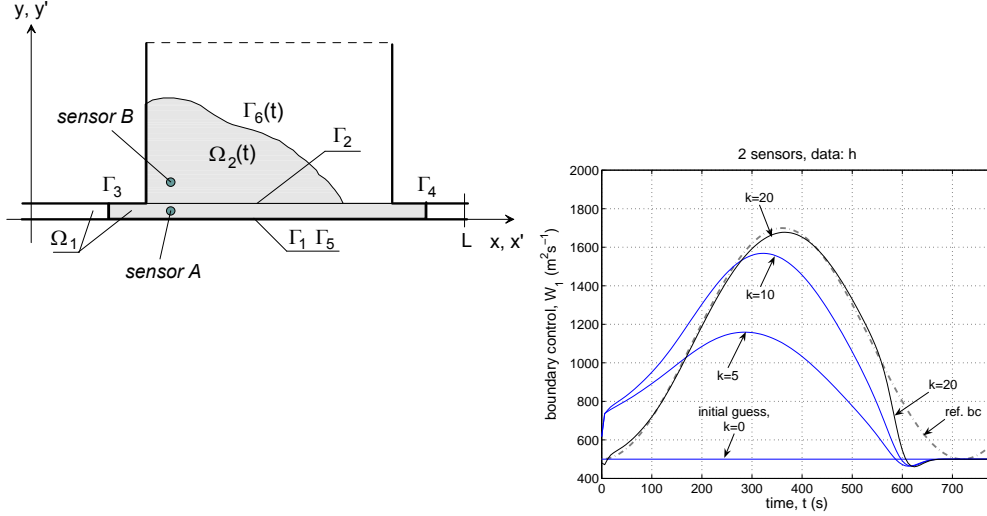 y, y'
sensor B
Γ₆(t)
Γ₂
Ω₂(t)
Γ₃
Γ₄
Ω₁
Γ₁ Γ₅
L
x, x'
sensor A
2 sensors, data: h
boundary control, W₁ (m²s⁻¹)
2000
1800
1600
1400
1200
1000
800
600
400
k=20
k=10
k=5
k=20
initial guess,
k=0
ref. bc
0
100
200
300
400
500
600
700
time, t (s)